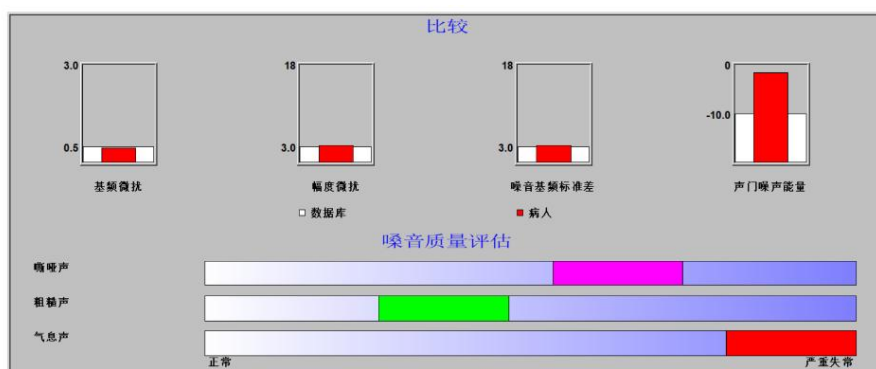 比较
3.0 18 18 0
-10.0
0.5 3.0 3.0
基频微扰 幅度微扰 嗓音基频标准差 声门噪声能量
数据库 病人
嗓音质量评估
嘶哑声
粗糙声
气息声
正常 严重失常